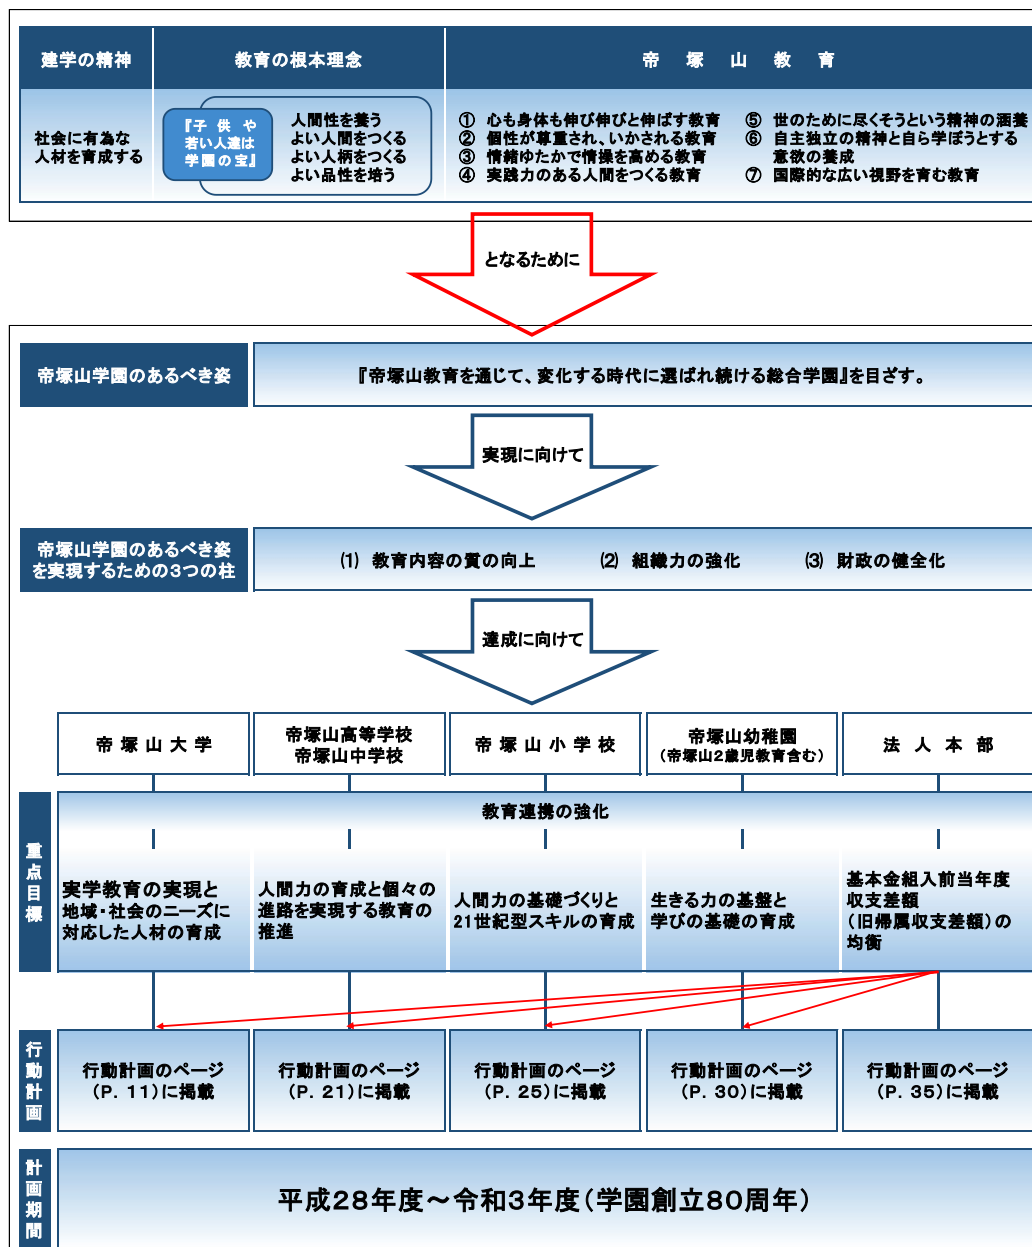 建学の精神
教育の根本理念
帝塚山教育
社会に有為な
人材を育成する
『子供や
若い人達は
学園の宝』
人間性を養う
よい人間をつくる
よい人柄をつくる
よい品性を培う
① 心も身体も伸び伸びと伸ばす教育
② 個性が尊重され、いかされる教育
③ 情緒ゆたかで情操を高める教育
④ 実践力のある人間をつくる教育
⑤ 世のために尽くそうという精神の涵養
⑥ 自主独立の精神と自ら学ぼうとする
意欲の養成
⑦ 国際的な広い視野を育む教育
となるために
帝塚山学園のあるべき姿
『帝塚山教育を通じて、変化する時代に選ばれ続ける総合学園』を目ざす。
実現に向けて
帝塚山学園のあるべき姿
を実現するための3つの柱
(1) 教育内容の質の向上
(2) 組織力の強化
(3) 財政の健全化
達成に向けて
帝塚山大学
帝塚山高等学校
帝塚山中学校
帝塚山小学校
帝塚山幼稚園
(帝塚山2歳児教育含む)
法人本部
重点目標
教育連携の強化
実学教育の実現と
地域・社会のニーズに
対応した人材の育成
人間力の育成と個々の
進路を実現する教育の
推進
人間力の基礎づくりと
21世紀型スキルの育成
生きる力の基盤と
学びの基礎の育成
基本金組入前当年度
収支差額
(旧帰属収支差額)の
均衡
行動計画
行動計画のページ
(P. 11)に掲載
行動計画のページ
(P. 21)に掲載
行動計画のページ
(P. 25)に掲載
行動計画のページ
(P. 30)に掲載
行動計画のページ
(P. 35)に掲載
計画期間
平成28年度～令和3年度(学園創立80周年)